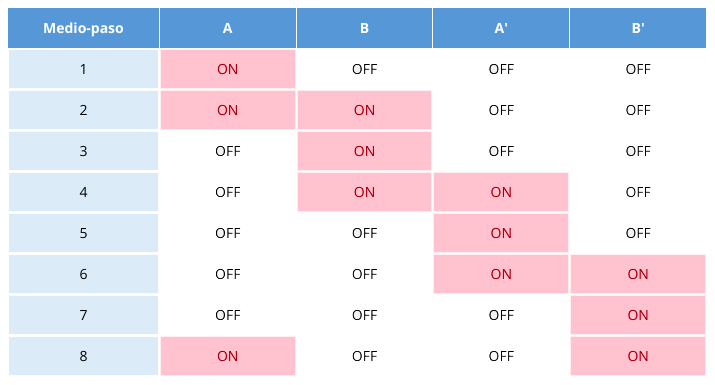 Medio-paso A B A' B'
1 ON OFF OFF OFF
2 ON ON OFF OFF
3 OFF ON OFF OFF
4 OFF ON ON OFF
5 OFF OFF ON OFF
6 OFF OFF ON ON
7 OFF OFF OFF ON
8 ON OFF OFF ON